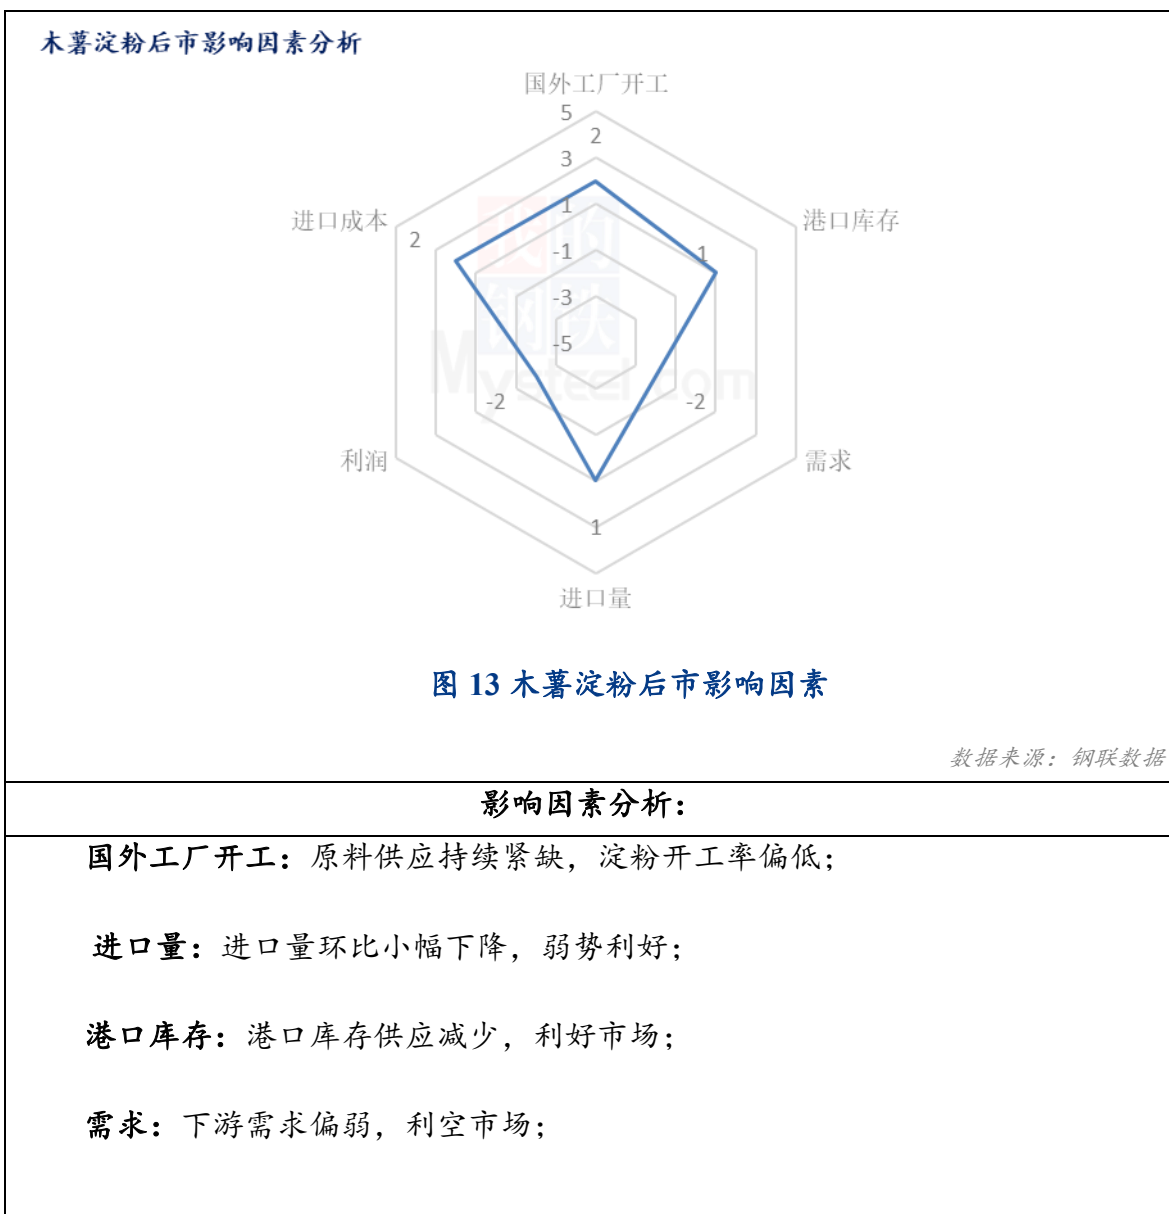 木薯淀粉后市影响因素分析
国外工厂开工
5
2
3
1
进口成本
2
港口库存
1
-1
-3
-5
-2
-2
利润
需求
1
进口量
我的
钢铁
Mysteel.com
图 13 木薯淀粉后市影响因素
数据来源：钢联数据
影响因素分析：
国外工厂开工：原料供应持续紧缺，淀粉开工率偏低；
进口量：进口量环比小幅下降，弱势利好；
港口库存：港口库存供应减少，利好市场；
需求：下游需求偏弱，利空市场；